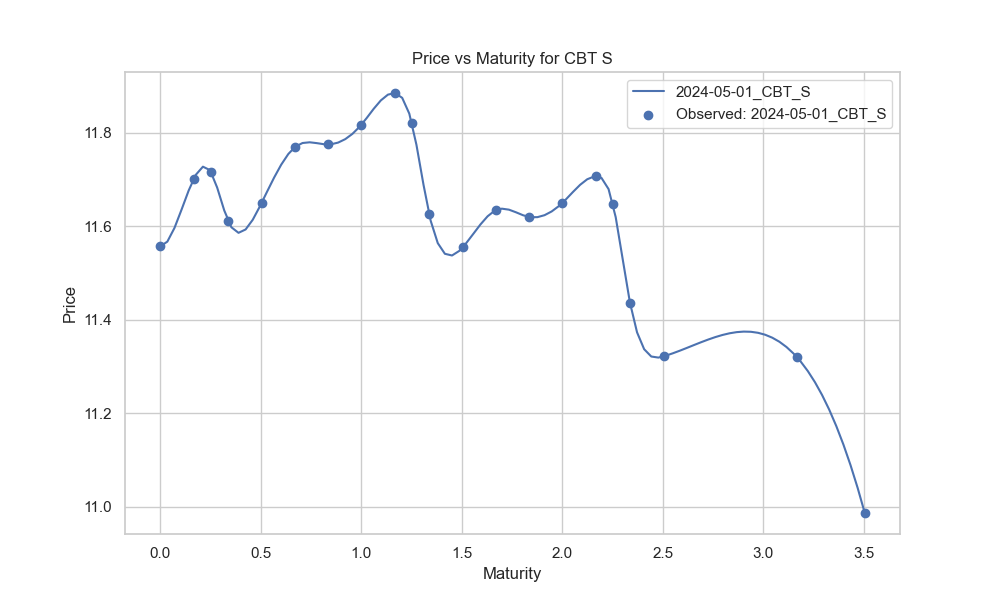 Price vs Maturity for CBT S
2024-05-01_CBT_S
Observed: 2024-05-01_CBT_S
Price
11.8
11.6
11.4
11.2
11.0
0.0 0.5 1.0 1.5 2.0 2.5 3.0 3.5
Maturity